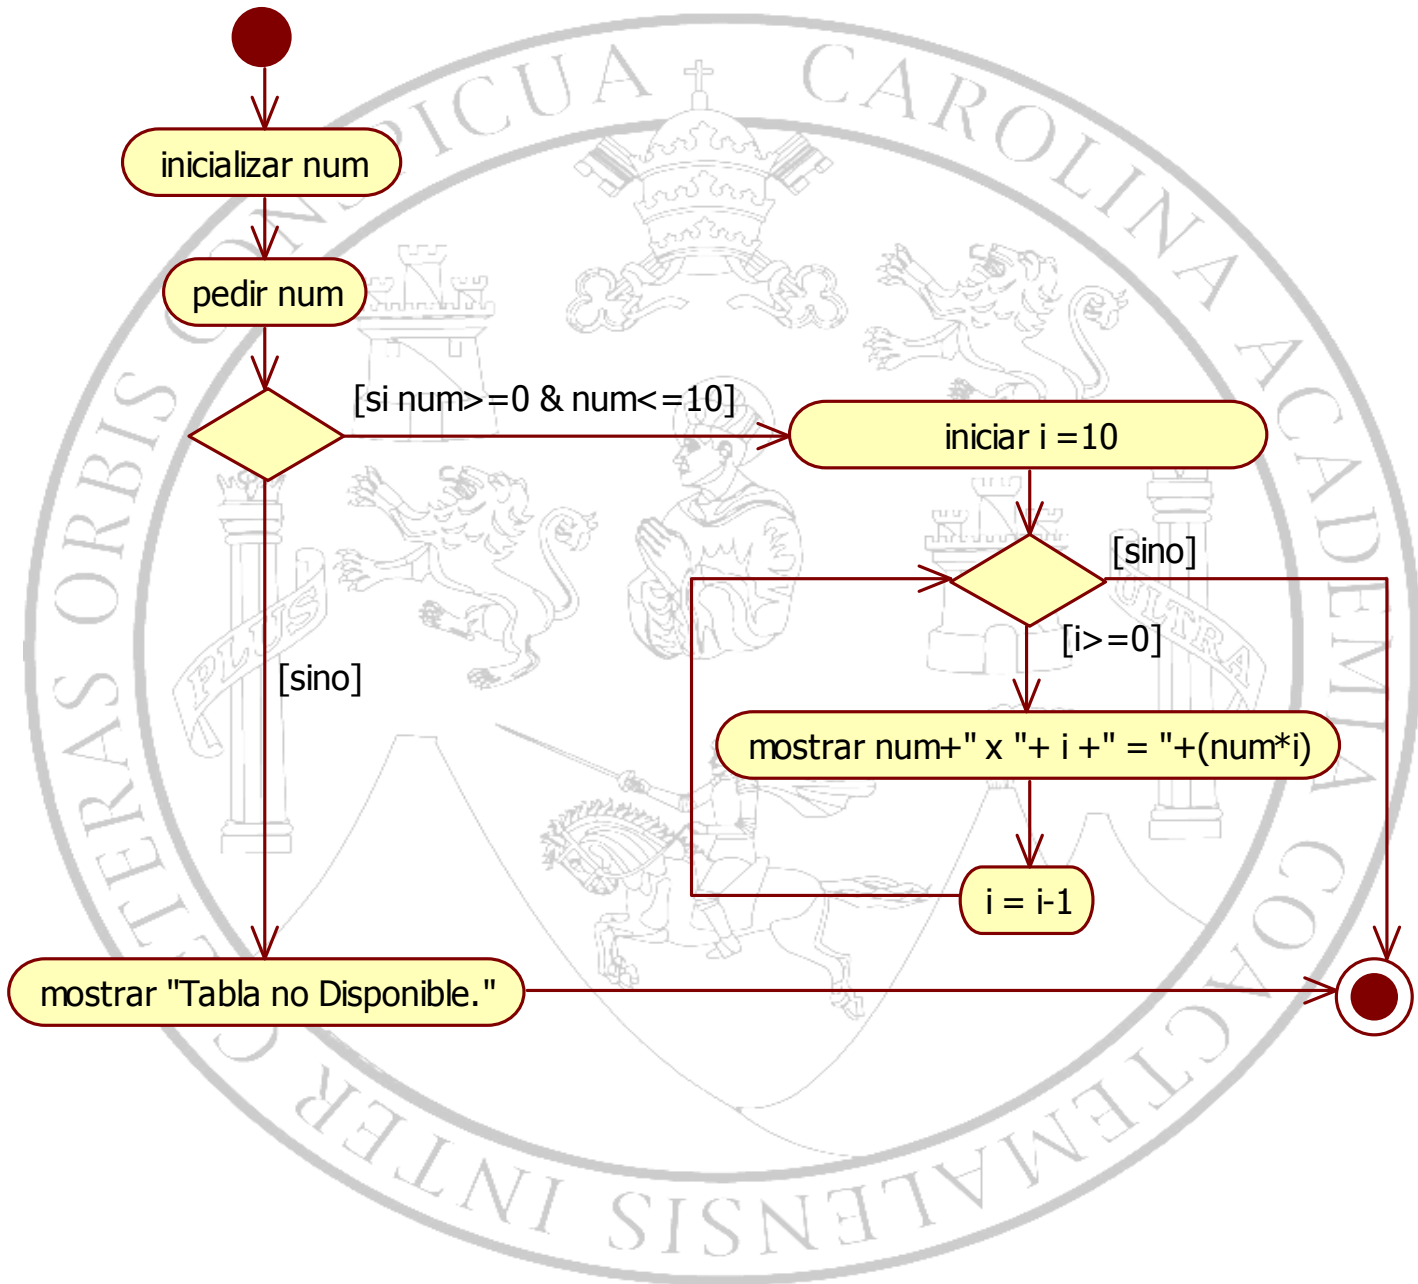 inicializar num
pedir num
[si num>=0 & num<=10]
iniciar i =10
[sino]
[i>=0]
[sino]
mostrar num+" x "+ i +" = "+(num*i)
i = i-1
mostrar "Tabla no Disponible."
CONSPICUA CAROLINA ACADEMIA COACTEMALENSIS INTER CETERAS ORBIS
PLUS
ULTRA